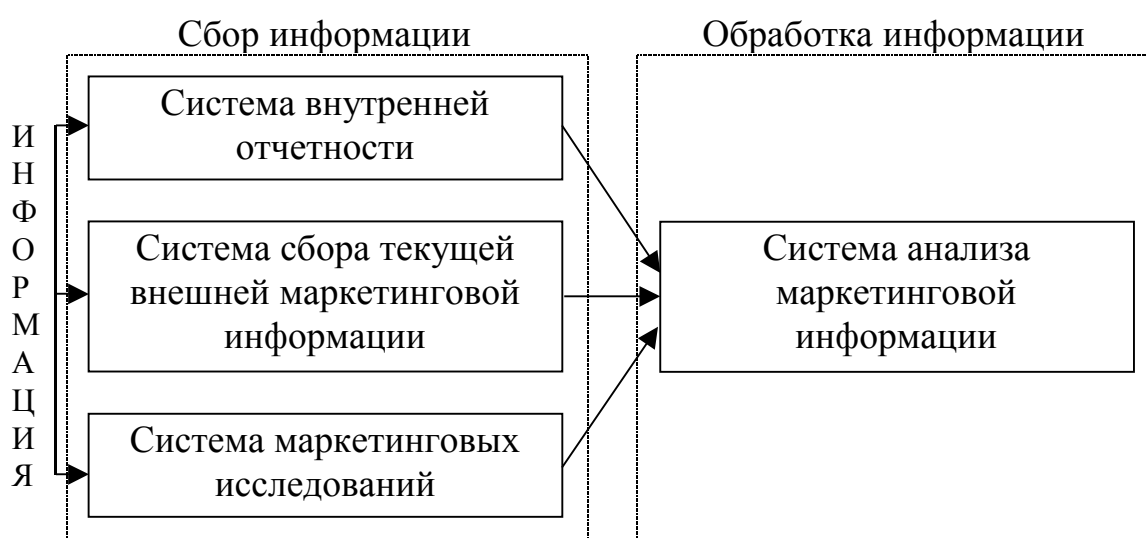 Сбор информации
Обработка информации
ИНФОРМАЦИЯ
Система внутренней
отчетности
Система сбора текущей
внешней маркетинговой
информации
Система маркетинговых
исследований
Система анализа
маркетинговой
информации